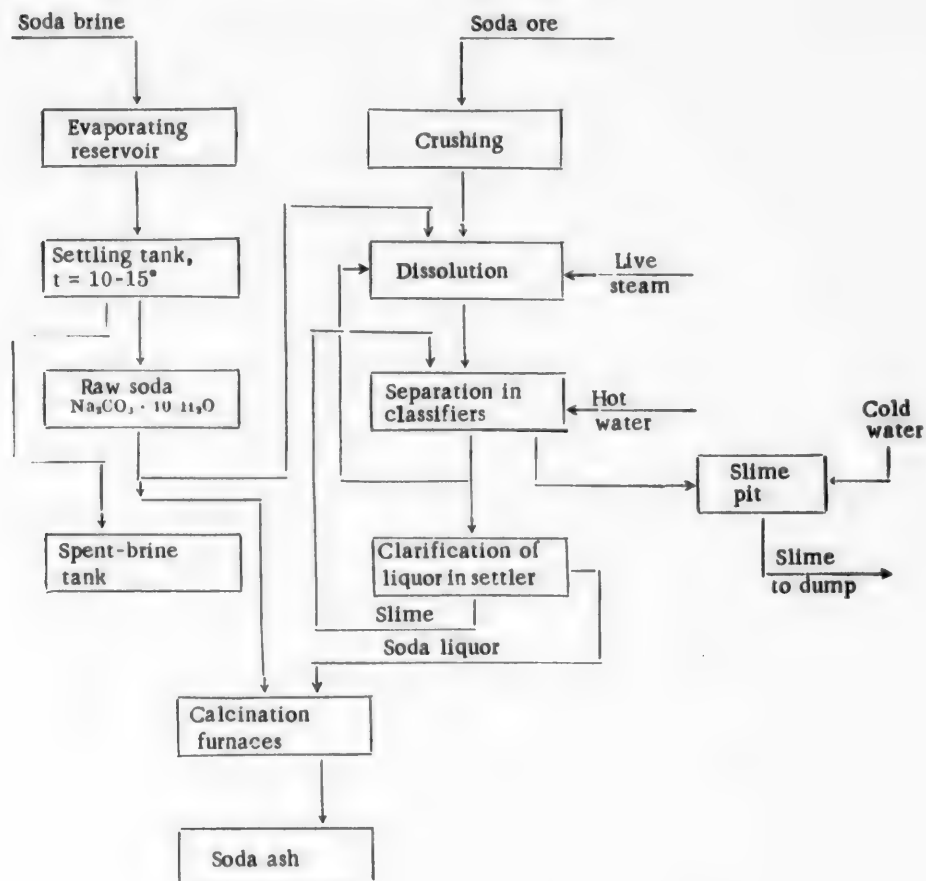 Soda brine
Soda ore
Evaporating
reservoir
Crushing
Settling tank,
t = 10-15°
Dissolution
Live
steam
Raw soda
Na₂CO₃ · 10 H₂O
Separation in
classifiers
Hot
water
Cold
water
Slime
pit
Spent-brine
tank
Clarification of
liquor in settler
Slime
to dump
Slime
Soda liquor
Calcination
furnaces
Soda ash